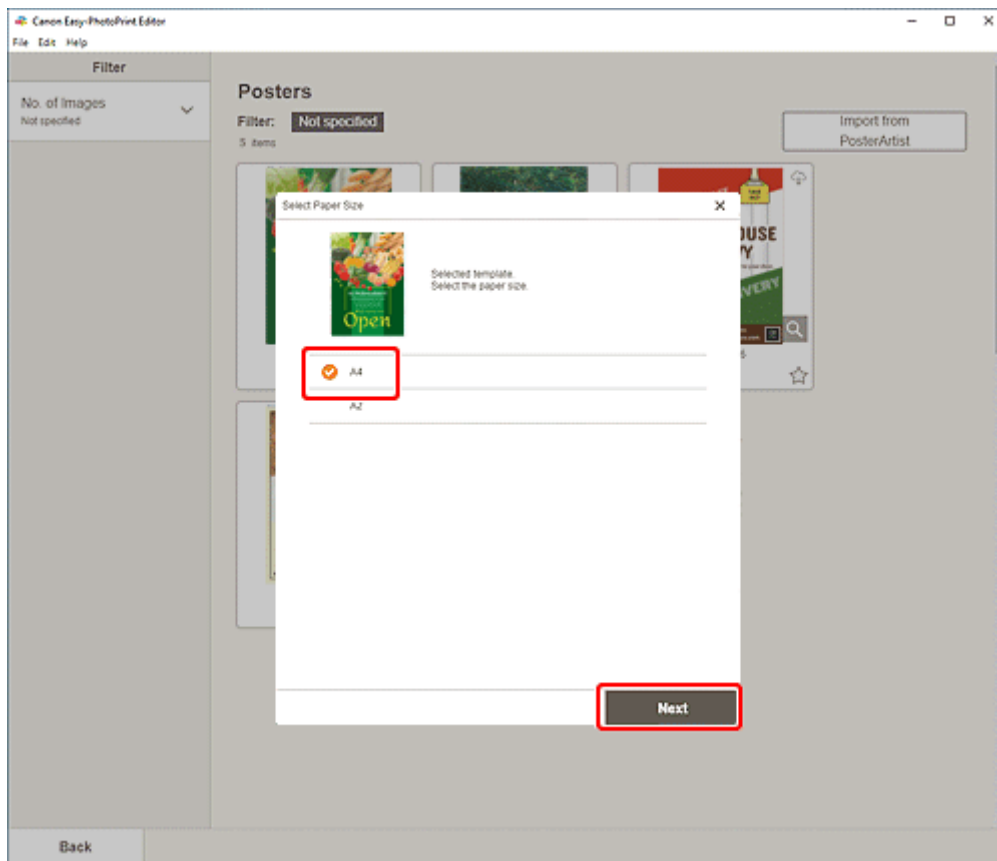 Canon Easy-PhotoPrint Editor
File Edit Help
Filter
No. of Images
Not specified
Posters
Filter: Not specified
5 items
Import from
PosterArtist
Select Paper Size
Selected template.
Select the paper size.
Open
A4
A2
Next
Back